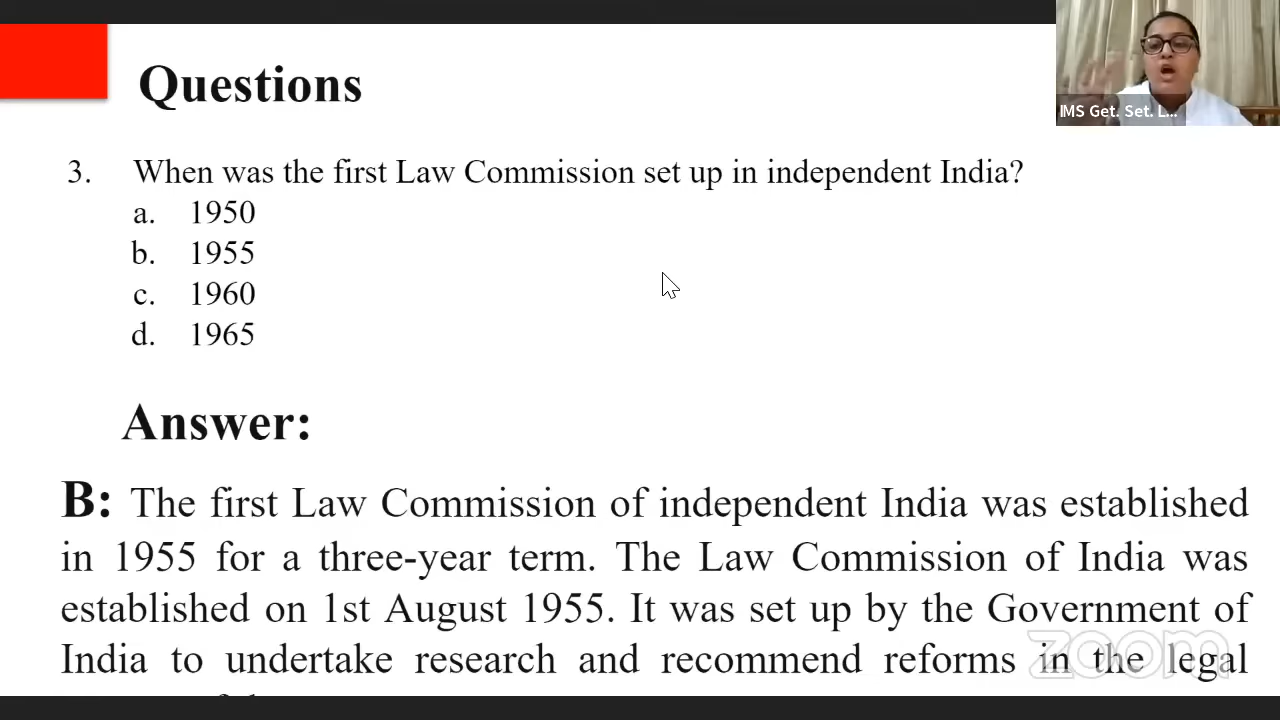 Questions
IMS Get. Set. L...
3. When was the first Law Commission set up in independent India?
a. 1950
b. 1955
c. 1960
d. 1965
Answer:
B: The first Law Commission of independent India was established
in 1955 for a three-year term. The Law Commission of India was
established on 1st August 1955. It was set up by the Government of
India to undertake research and recommend reforms in the legal
zoom